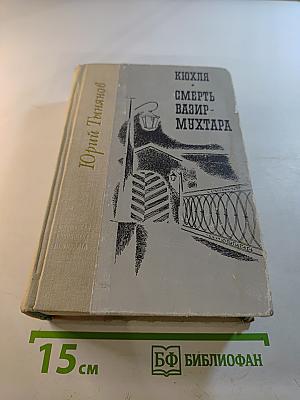 Юрий Тынянов
КЮХЛЯ
•
СМЕРТЬ
ВАЗИР-
МУХТАРА
15 см
БФ БИБЛИОФАН